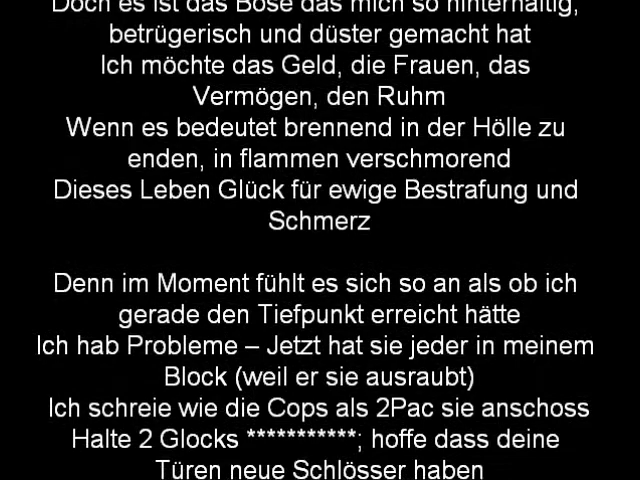 Doch es ist das Böse das mich so hinterhältig,
betrügerisch und düster gemacht hat
Ich möchte das Geld, die Frauen, das
Vermögen, den Ruhm
Wenn es bedeutet brennend in der Hölle zu
enden, in flammen verschmorend
Dieses Leben Glück für ewige Bestrafung und
Schmerz
Denn im Moment fühlt es sich so an als ob ich
gerade den Tiefpunkt erreicht hätte
Ich hab Probleme – Jetzt hat sie jeder in meinem
Block (weil er sie ausraubt)
Ich schreie wie die Cops als 2Pac sie anschoss
Halte 2 Glocks ***********; hoffe dass deine
Türen neue Schlösser haben